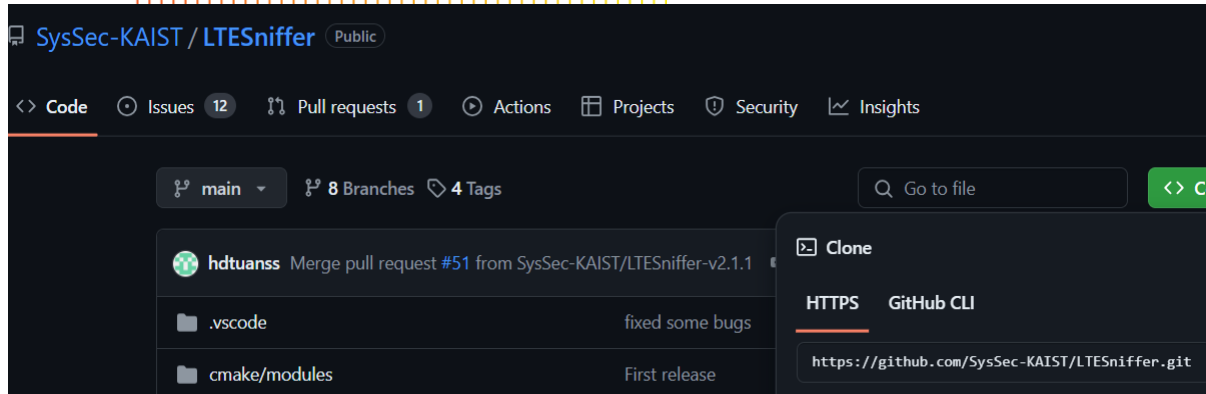 SysSec-KAIST / LTESniffer Public
<> Code Issues 12 Pull requests 1 Actions Projects Security Insights
main 8 Branches 4 Tags Go to file <> C
Clone
hdtuanss Merge pull request #51 from SysSec-KAIST/LTESniffer-v2.1.1
HTTPS GitHub CLI
.vscode fixed some bugs
https://github.com/SysSec-KAIST/LTESniffer.git
cmake/modules First release